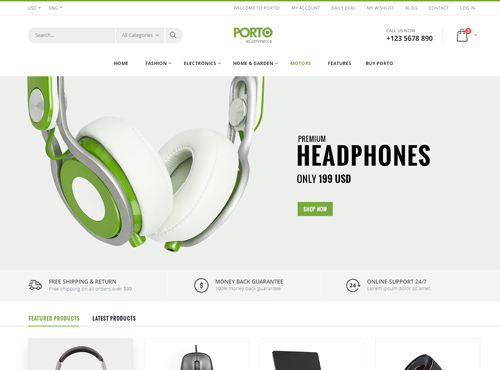 USD ENG WELCOME TO PORTO! MY ACCOUNT DAILY DEAL MY WISHLIST BLOG CONTACT LOG IN
Search... All Categories
PORTO
eCommerce
CALL US NOW
+123 5678 890
0
HOME FASHION ELECTRONICS HOME & GARDEN MOTORS FEATURES BUY PORTO
PREMIUM
HEADPHONES
ONLY 199 USD
SHOP NOW
FREE SHIPPING & RETURN
Free shipping on all orders over $99.
$
MONEY BACK GUARANTEE
100% money back guarantee
24
ONLINE SUPPORT 24/7
Lorem ipsum dolor sit amet.
FEATURED PRODUCTS LATEST PRODUCTS